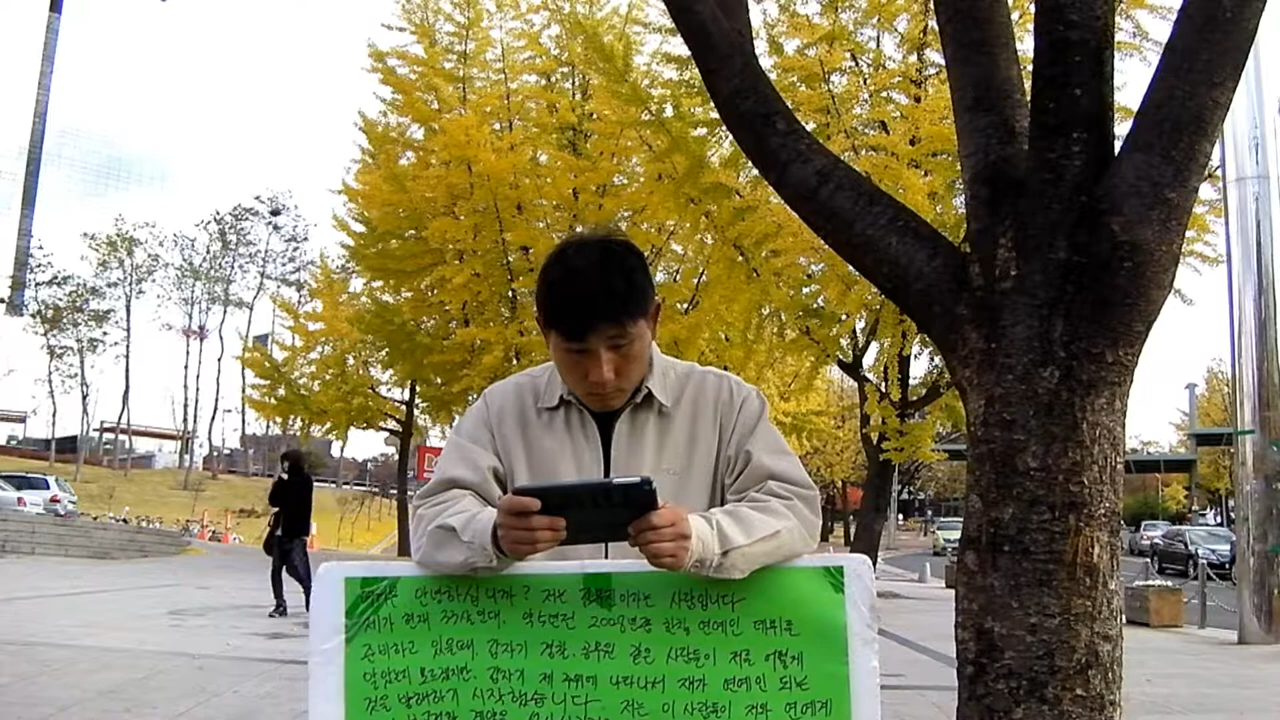 안녕하십니까? 저는 이라는 사람입니다
제가 현재 33살인데, 약 5년전 2008년경 한참 연예인 데뷔를
준비하고 있을때, 갑자기 경찰, 공무원 같은 사람들이 저를 어떻게
알았는지 모르겠지만, 갑자기 제 주위에 나타나서 제가 연예인 되는
것을 방해하기 시작했습니다. 저는 이 사람들이 저와 연예계